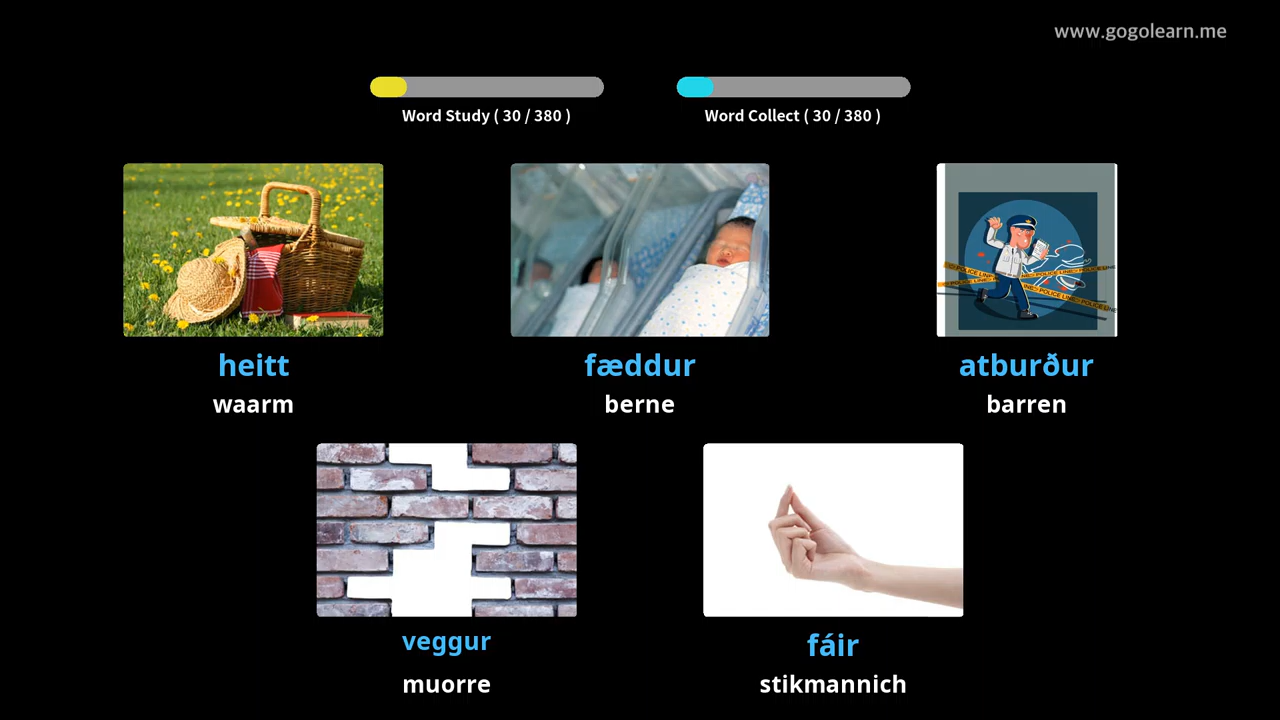 www.gogolearn.me
Word Study ( 30 / 380 )
Word Collect ( 30 / 380 )
heitt
waarm
fæddur
berne
atburður
barren
veggur
muorre
fáir
stikmannich